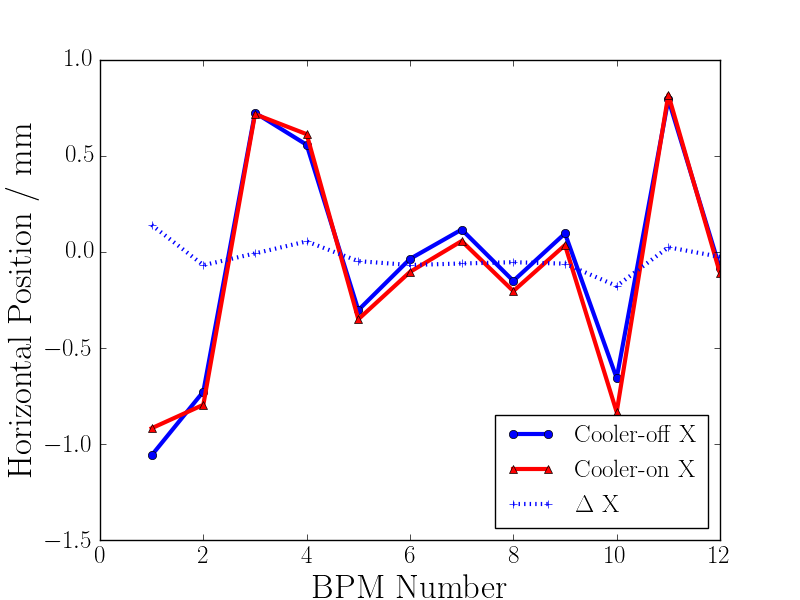 1.0
0.5
0.0
−0.5
−1.0
−1.5
0 2 4 6 8 10 12
Horizontal Position / mm
BPM Number
Cooler-off X
Cooler-on X
Δ X